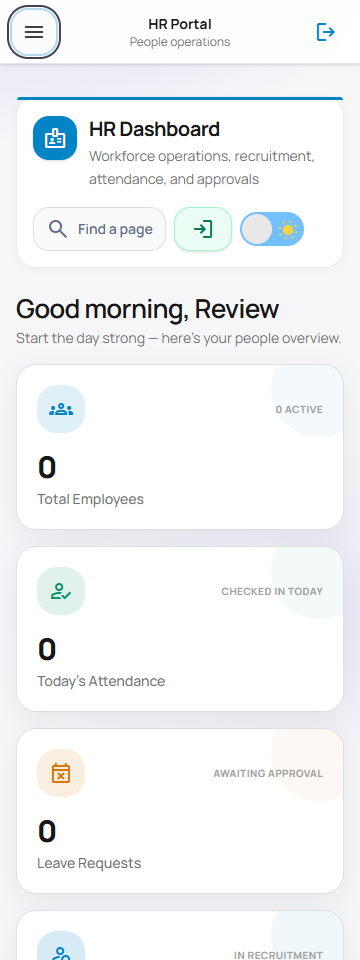 HR Portal
People operations
HR Dashboard
Workforce operations, recruitment,
attendance, and approvals
Find a page
Good morning, Review
Start the day strong — here's your people overview.
0 ACTIVE
0
Total Employees
CHECKED IN TODAY
0
Today's Attendance
AWAITING APPROVAL
0
Leave Requests
IN RECRUITMENT